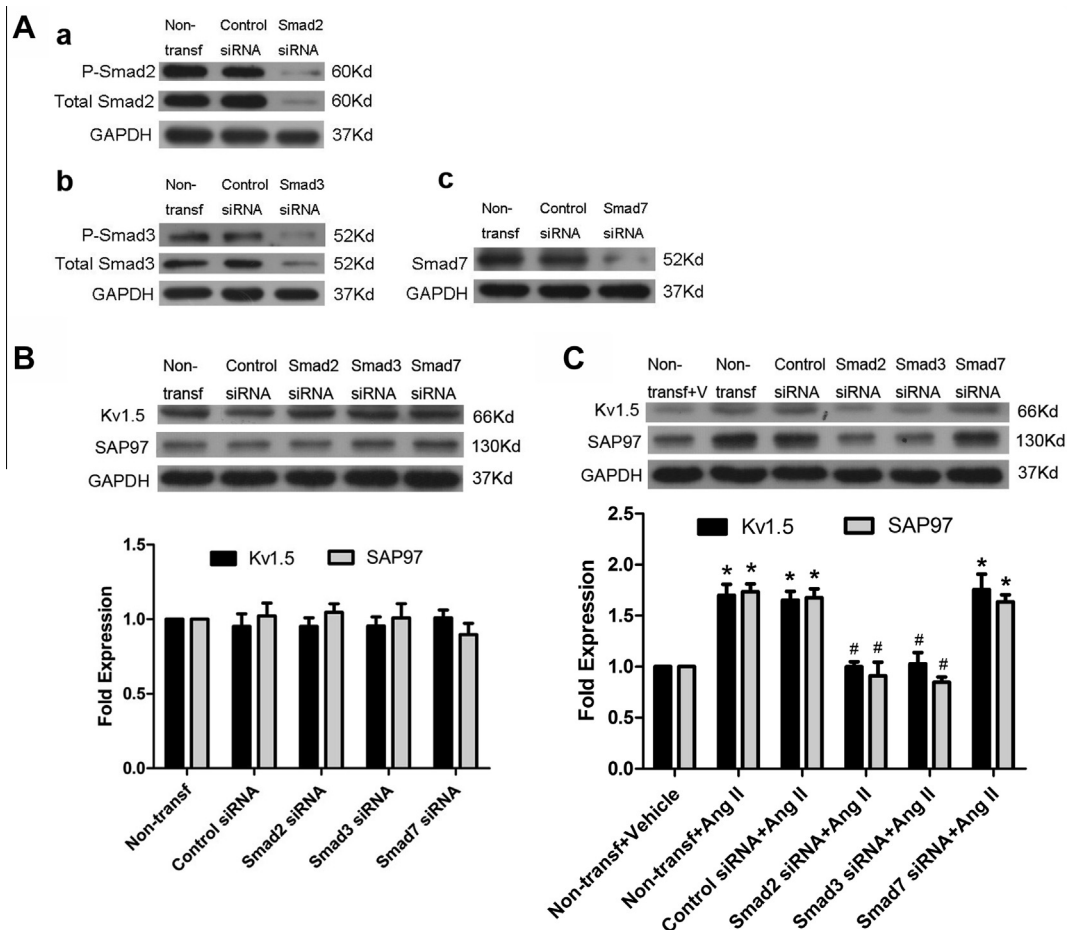 A
a
Non- Control Smad2
transf siRNA siRNA
P-Smad2 60Kd
Total Smad2 60Kd
GAPDH 37Kd
b
Non- Control Smad3
transf siRNA siRNA
P-Smad3 52Kd
Total Smad3 52Kd
GAPDH 37Kd
c
Non- Control Smad7
transf siRNA siRNA
Smad7 52Kd
GAPDH 37Kd
B
Non- Control Smad2 Smad3 Smad7
transf siRNA siRNA siRNA siRNA
Kv1.5 66Kd
SAP97 130Kd
GAPDH 37Kd
Kv1.5 SAP97
Fold Expression
1.5
1.0
0.5
0.0
Non-transf
Control siRNA
Smad2 siRNA
Smad3 siRNA
Smad7 siRNA
C
Non- Non- Control Smad2 Smad3 Smad7
transf+V transf siRNA siRNA siRNA siRNA
Kv1.5 66Kd
SAP97 130Kd
GAPDH 37Kd
Kv1.5 SAP97
Fold Expression
2.5
2.0
1.5
1.0
0.5
0.0
* * * * # # # # * *
Non-transf+Vehicle
Non-transf+Ang II
Control siRNA+Ang II
Smad2 siRNA+Ang II
Smad3 siRNA+Ang II
Smad7 siRNA+Ang II